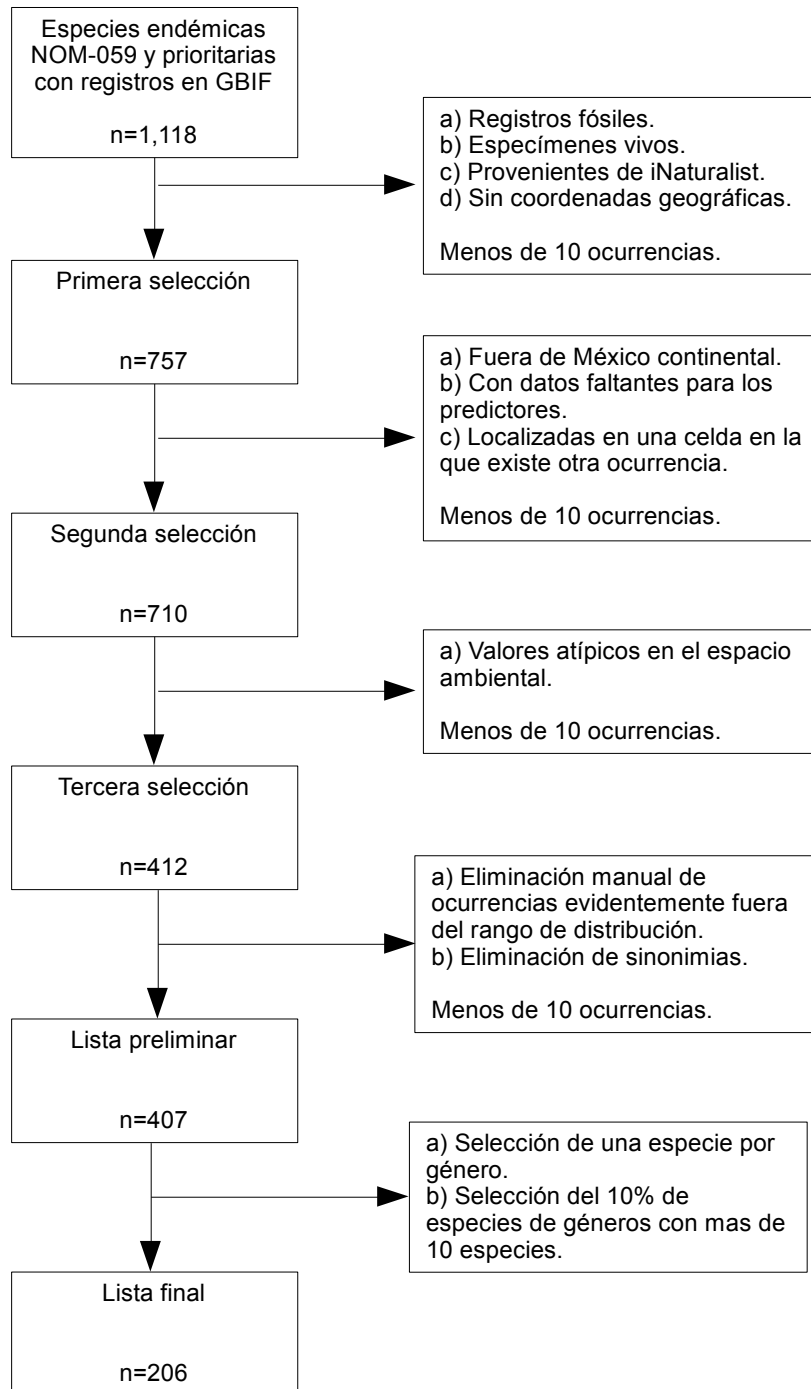 Especies endémicas
NOM-059 y prioritarias
con registros en GBIF
n=1,118
a) Registros fósiles.
b) Especímenes vivos.
c) Provenientes de iNaturalist.
d) Sin coordenadas geográficas.
Menos de 10 ocurrencias.
Primera selección
n=757
a) Fuera de México continental.
b) Con datos faltantes para los
predictores.
c) Localizadas en una celda en la
que existe otra ocurrencia.
Menos de 10 ocurrencias.
Segunda selección
n=710
a) Valores atípicos en el espacio
ambiental.
Menos de 10 ocurrencias.
Tercera selección
n=412
a) Eliminación manual de
ocurrencias evidentemente fuera
del rango de distribución.
b) Eliminación de sinonimias.
Menos de 10 ocurrencias.
Lista preliminar
n=407
a) Selección de una especie por
género.
b) Selección del 10% de
especies de géneros con mas de
10 especies.
Lista final
n=206